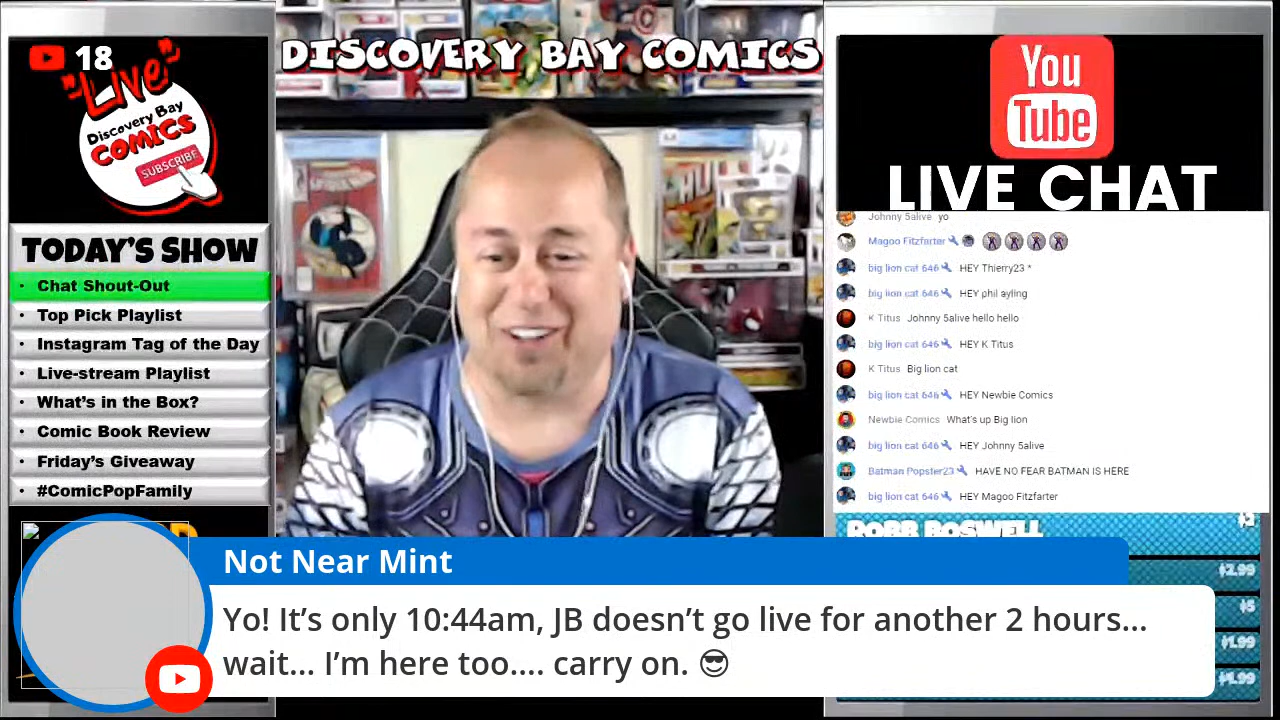 18
"Live"
Discovery Bay
COMICS
SUBSCRIBE
DISCOVERY BAY COMICS
You
Tube
LIVE CHAT
TODAY'S SHOW
· Chat Shout-Out
· Top Pick Playlist
· Instagram Tag of the Day
· Live-stream Playlist
· What's in the Box?
· Comic Book Review
· Friday's Giveaway
· #ComicPopFamily
Johnny 5alive yo
Magoo Fitzfarter
big lion cat 646 HEY Thierry23 *
big lion cat 646 HEY phil ayling
K Titus Johnny 5alive hello hello
big lion cat 646 HEY K Titus
K Titus Big lion cat
big lion cat 646 HEY Newbie Comics
Newbie Comics What's up Big lion
big lion cat 646 HEY Johnny 5alive
Batman Popster23 HAVE NO FEAR BATMAN IS HERE
big lion cat 646 HEY Magoo Fitzfarter
ROBB ROSWELL
$2.99
$5
$1.99
$4.99
Not Near Mint
Yo! It's only 10:44am, JB doesn't go live for another 2 hours...
wait... I'm here too.... carry on. 😎